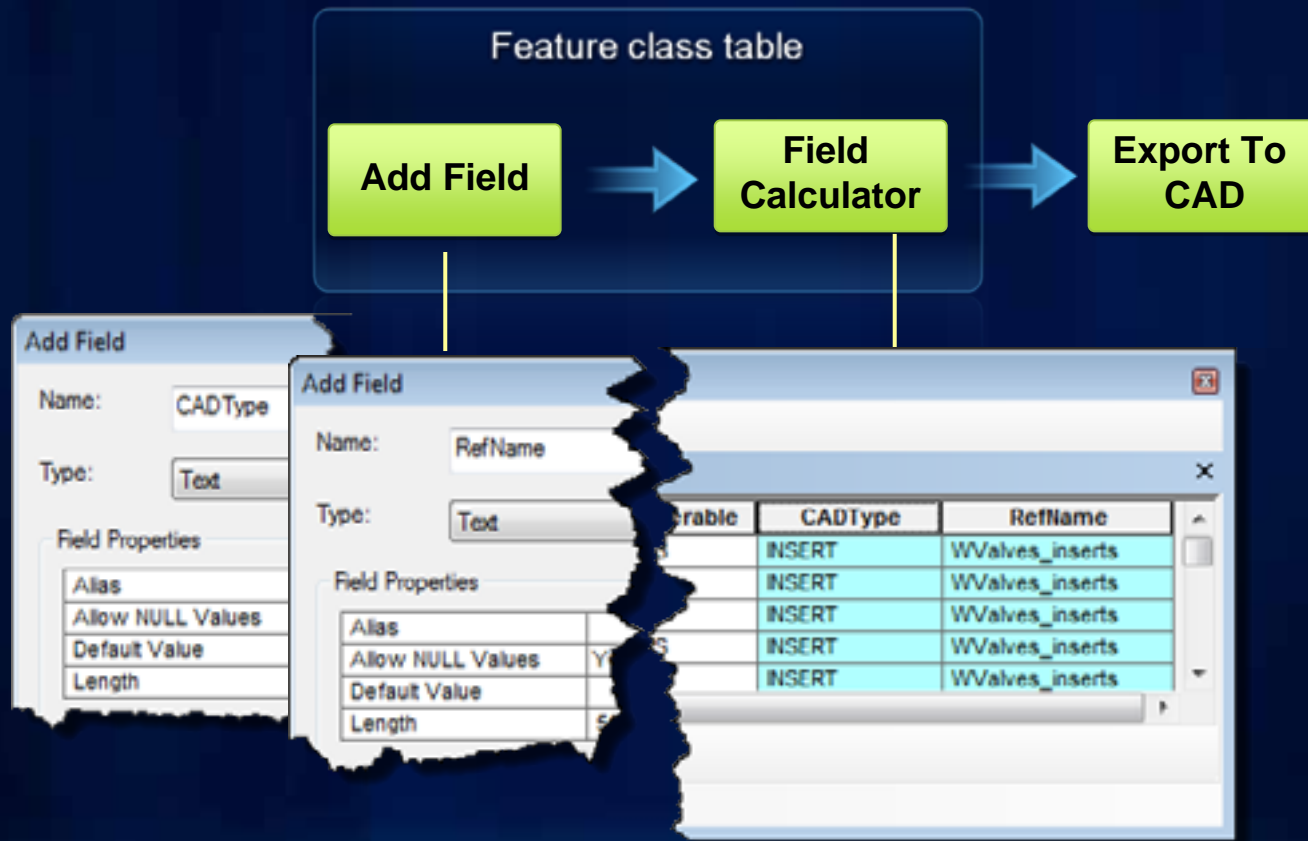 Feature class table
Add Field
Field
Calculator
Export To
CAD
Add Field
Name: CADType
Type: Text
Field Properties
Alias
Allow NULL Values
Default Value
Length
Add Field
Name: RefName
Type: Text
Field Properties
Alias
Allow NULL Values
Default Value
Length
CADType RefName
INSERT WValves_inserts
INSERT WValves_inserts
INSERT WValves_inserts
INSERT WValves_inserts
INSERT WValves_inserts